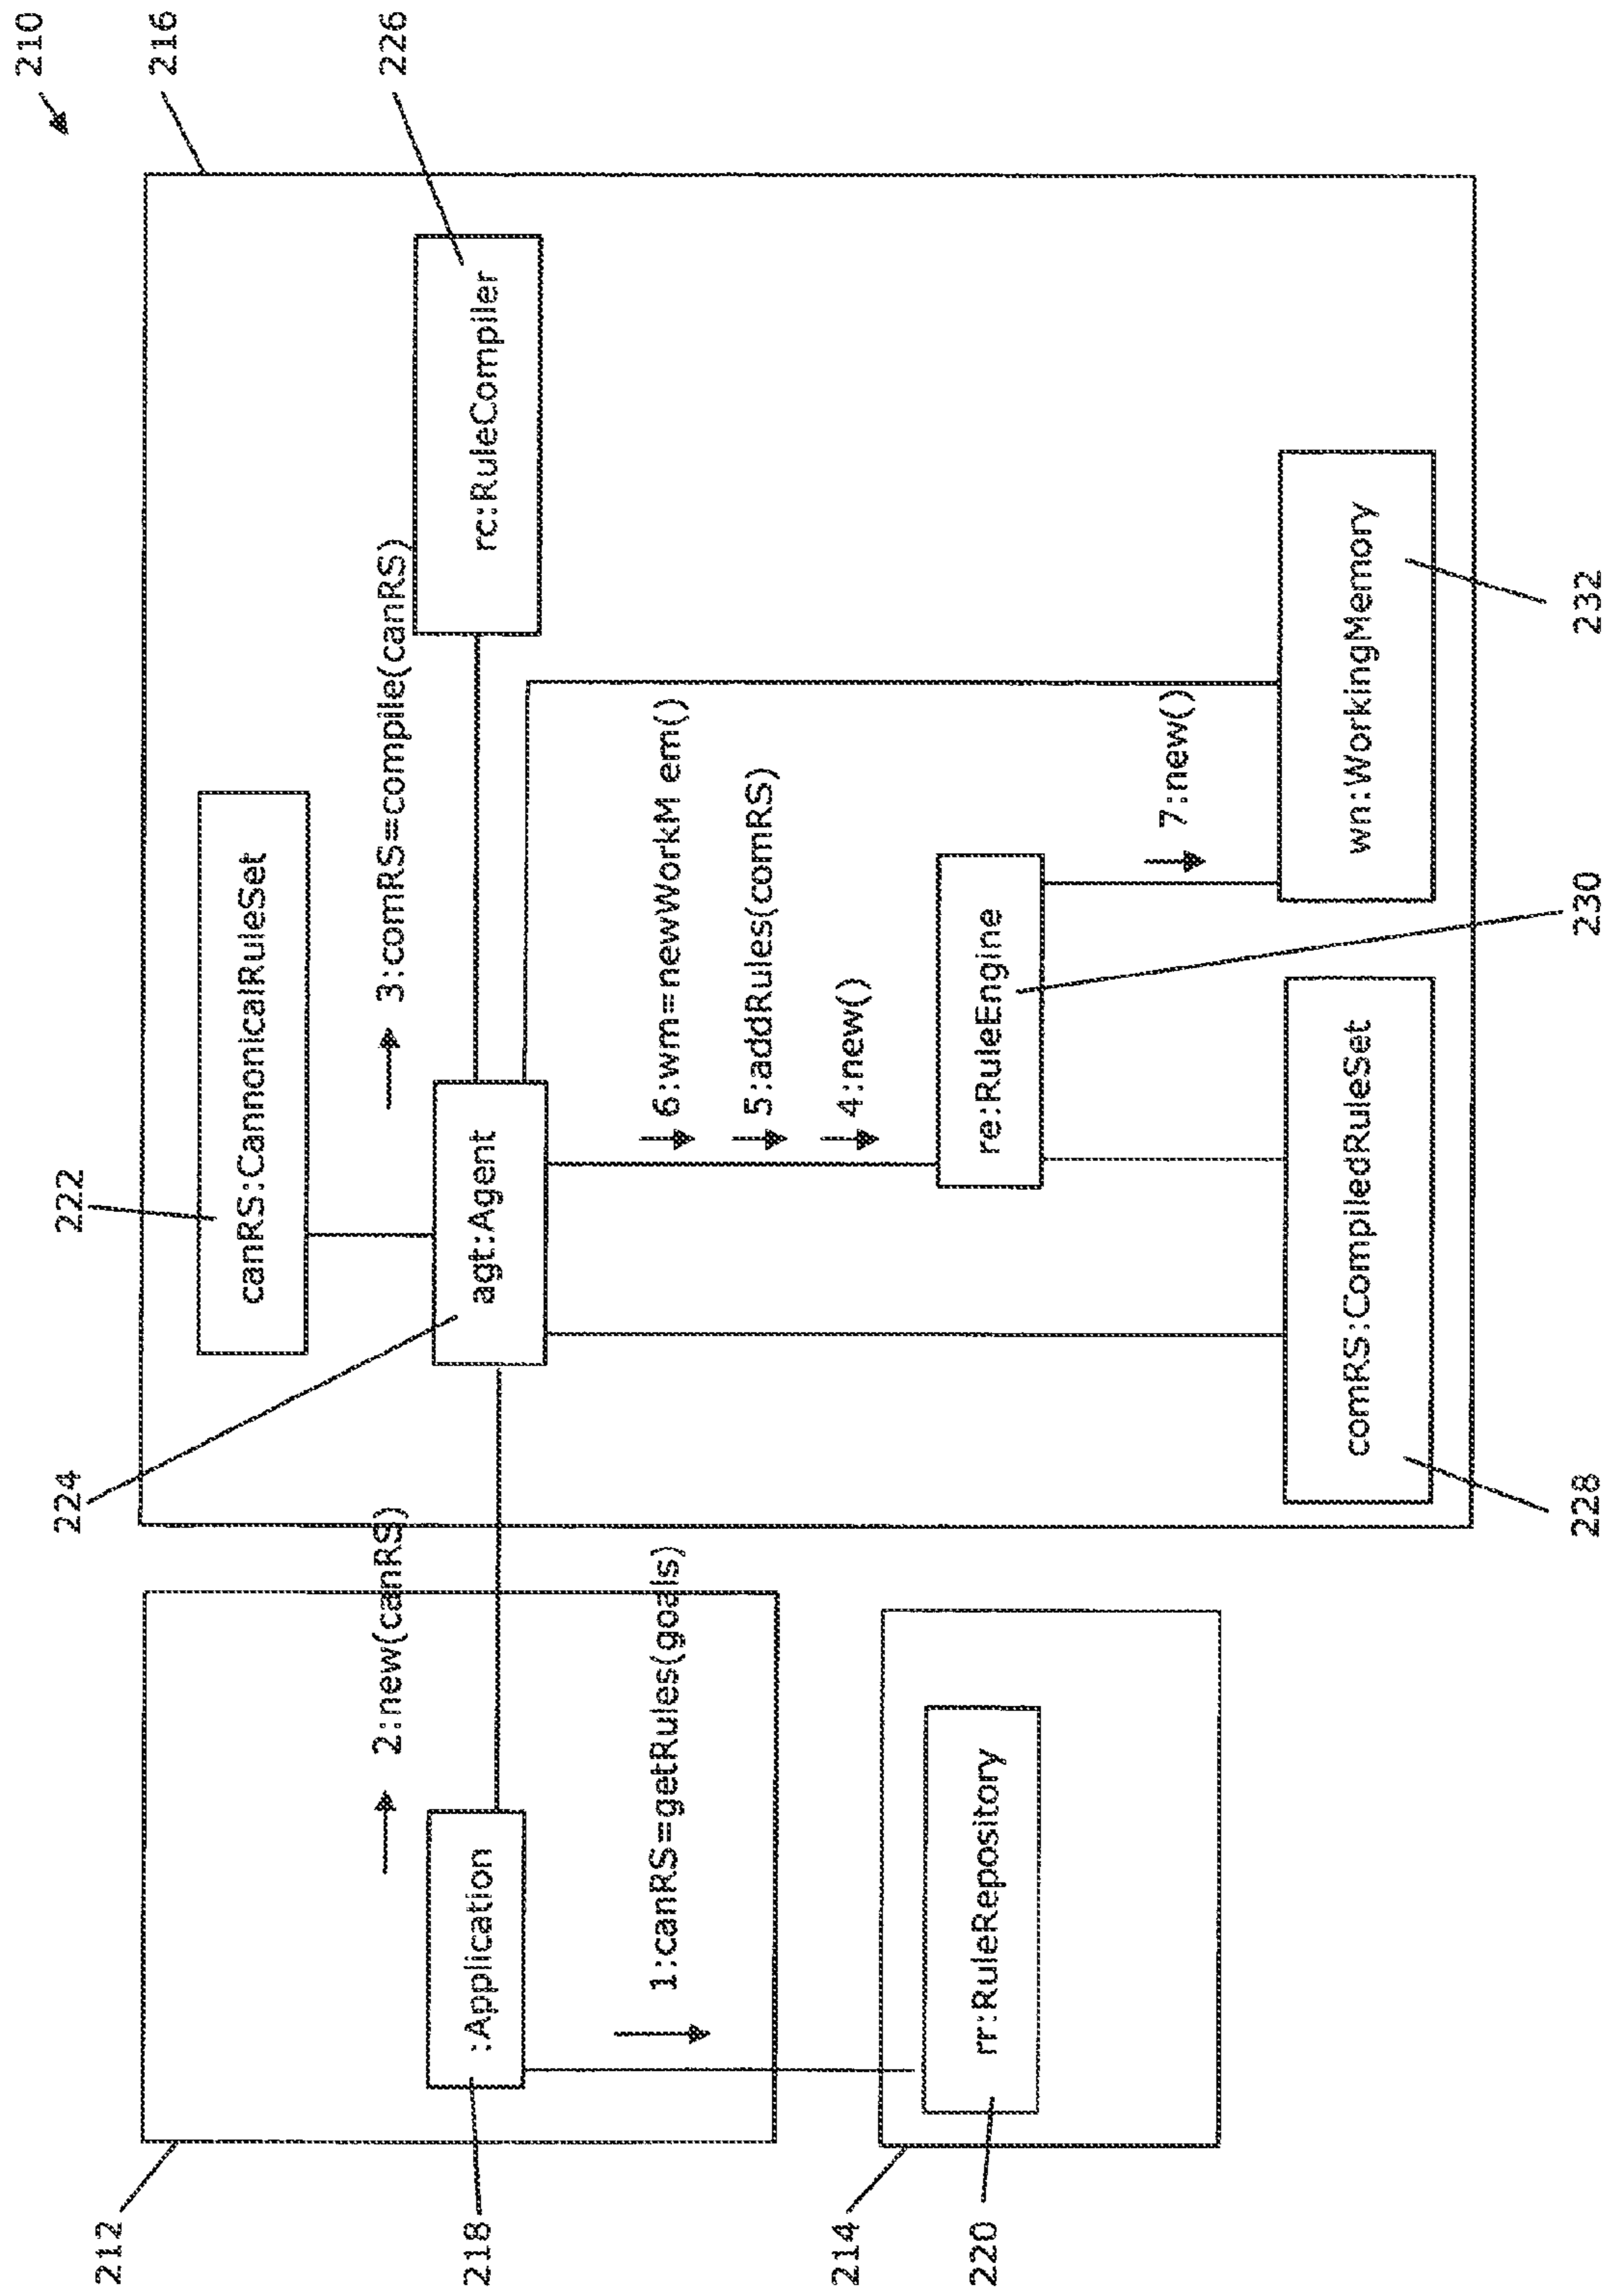 210
216
226
222
canRS:CannonicalRuleSet
224
2:new(canRS)
3:comRS=compile(canRS)
212
218
:Application
agt:Agent
rc:RuleCompiler
1:canRS=getRules(goals)
6:wm=newWorkM em()
5:addRules(comRS)
4:new()
214
220
rr:RuleRepository
re:RuleEngine
7:new()
comRS:CompiledRuleSet
wn:WorkingMemory
228
230
232